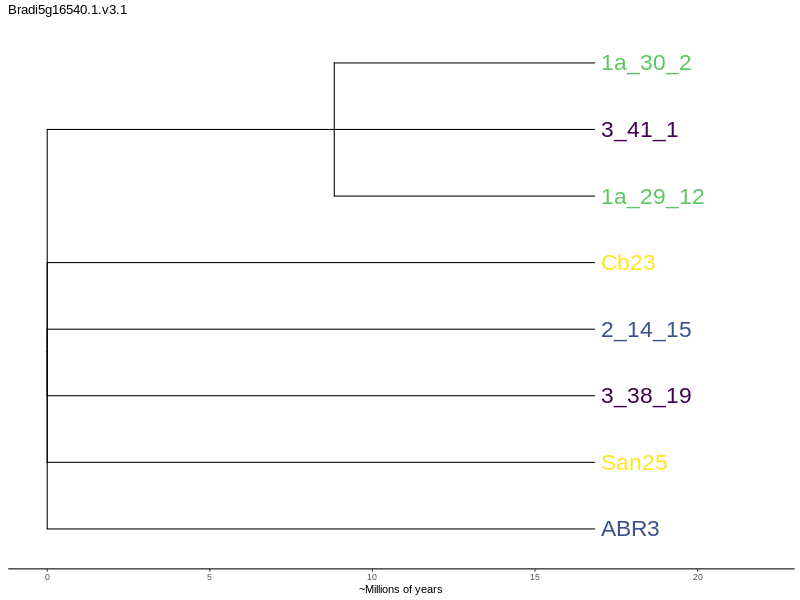 Bradi5g16540.1.v3.1
1a_30_2
3_41_1
1a_29_12
Cb23
2_14_15
3_38_19
San25
ABR3
0 5 10 15 20
~Millions of years